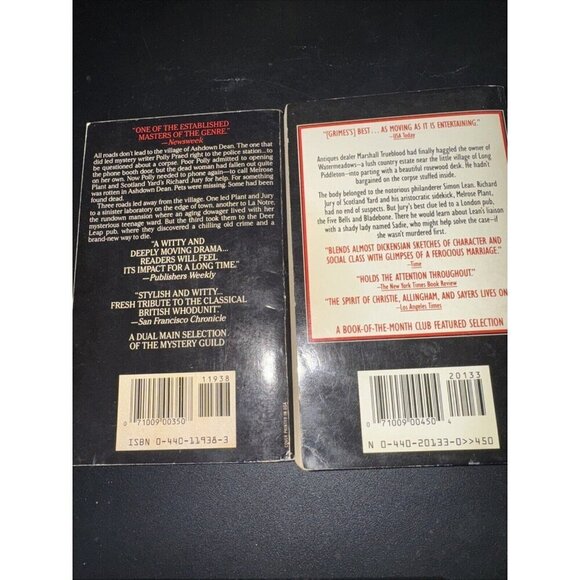 "ONE OF THE ESTABLISHED
MASTERS OF THE GENRE."
—Newsweek
All roads don't lead to the village of Ashdown Dean. The one that
did led mystery writer Polly Praed right to the police station...to
be questioned about a corpse. Poor Polly admitted to opening
the phone booth door, but the dead woman had fallen out quite
on her own. Now Polly needed to phone to call Melrose
Plant and Scotland Yard's Richard Jury for help. For something
was rotten in Ashdown Dean. Pets were missing. Some had been
found dead.
Three roads led away from the village. One led Plant and Jury
to a sinister laboratory on the edge of town, another to La Notre,
the rundown mansion where an aging dowager lived with her
mysterious teenage ward. But the third took them to the Deer
Leap pub, where they discovered a chilling old crime and a
brand-new way to die.
"A WITTY AND
DEEPLY MOVING DRAMA...
READERS WILL FEEL
ITS IMPACT FOR A LONG TIME."
—Publishers Weekly
"STYLISH AND WITTY...
FRESH TRIBUTE TO THE CLASSICAL
BRITISH WHODUNIT."
—San Francisco Chronicle
A DUAL MAIN SELECTION
OF THE MYSTERY GUILD
11938
0 71009 00350
ISBN 0-440-11938-3
"[GRIMES'S] BEST . . . AS MOVING AS IT IS ENTERTAINING."
—USA Today
Antiques dealer Marshall Trueblood had finally haggled the owner of
Watermeadows—a lush country estate near the little village of Long
Piddleton—into parting with a beautiful rosewood desk. He hadn't
bargained on the corpse stuffed inside.
The body belonged to the notorious philanderer Simon Lean. Richard
Jury of Scotland Yard and his aristocratic sidekick, Melrose Plant,
had no end of suspects. But Jury's best clue led to a London pub,
the Five Bells and Bladebone. There he would learn about Lean's liaison
with a shady lady named Sadie, who might help solve the case—if
she wasn't murdered first.
"BLENDS ALMOST DICKENSIAN SKETCHES OF CHARACTER AND
SOCIAL CLASS WITH GLIMPSES OF A FEROCIOUS MARRIAGE."
—Time
"HOLDS THE ATTENTION THROUGHOUT."
—The New York Times Book Review
"THE SPIRIT OF CHRISTIE, ALLINGHAM, AND SAYERS LIVES ON
—Los Angeles Times
A BOOK-OF-THE-MONTH CLUB FEATURED SELECTION
20133
0 71009 00450 4
N 0-440-20133-0>>450